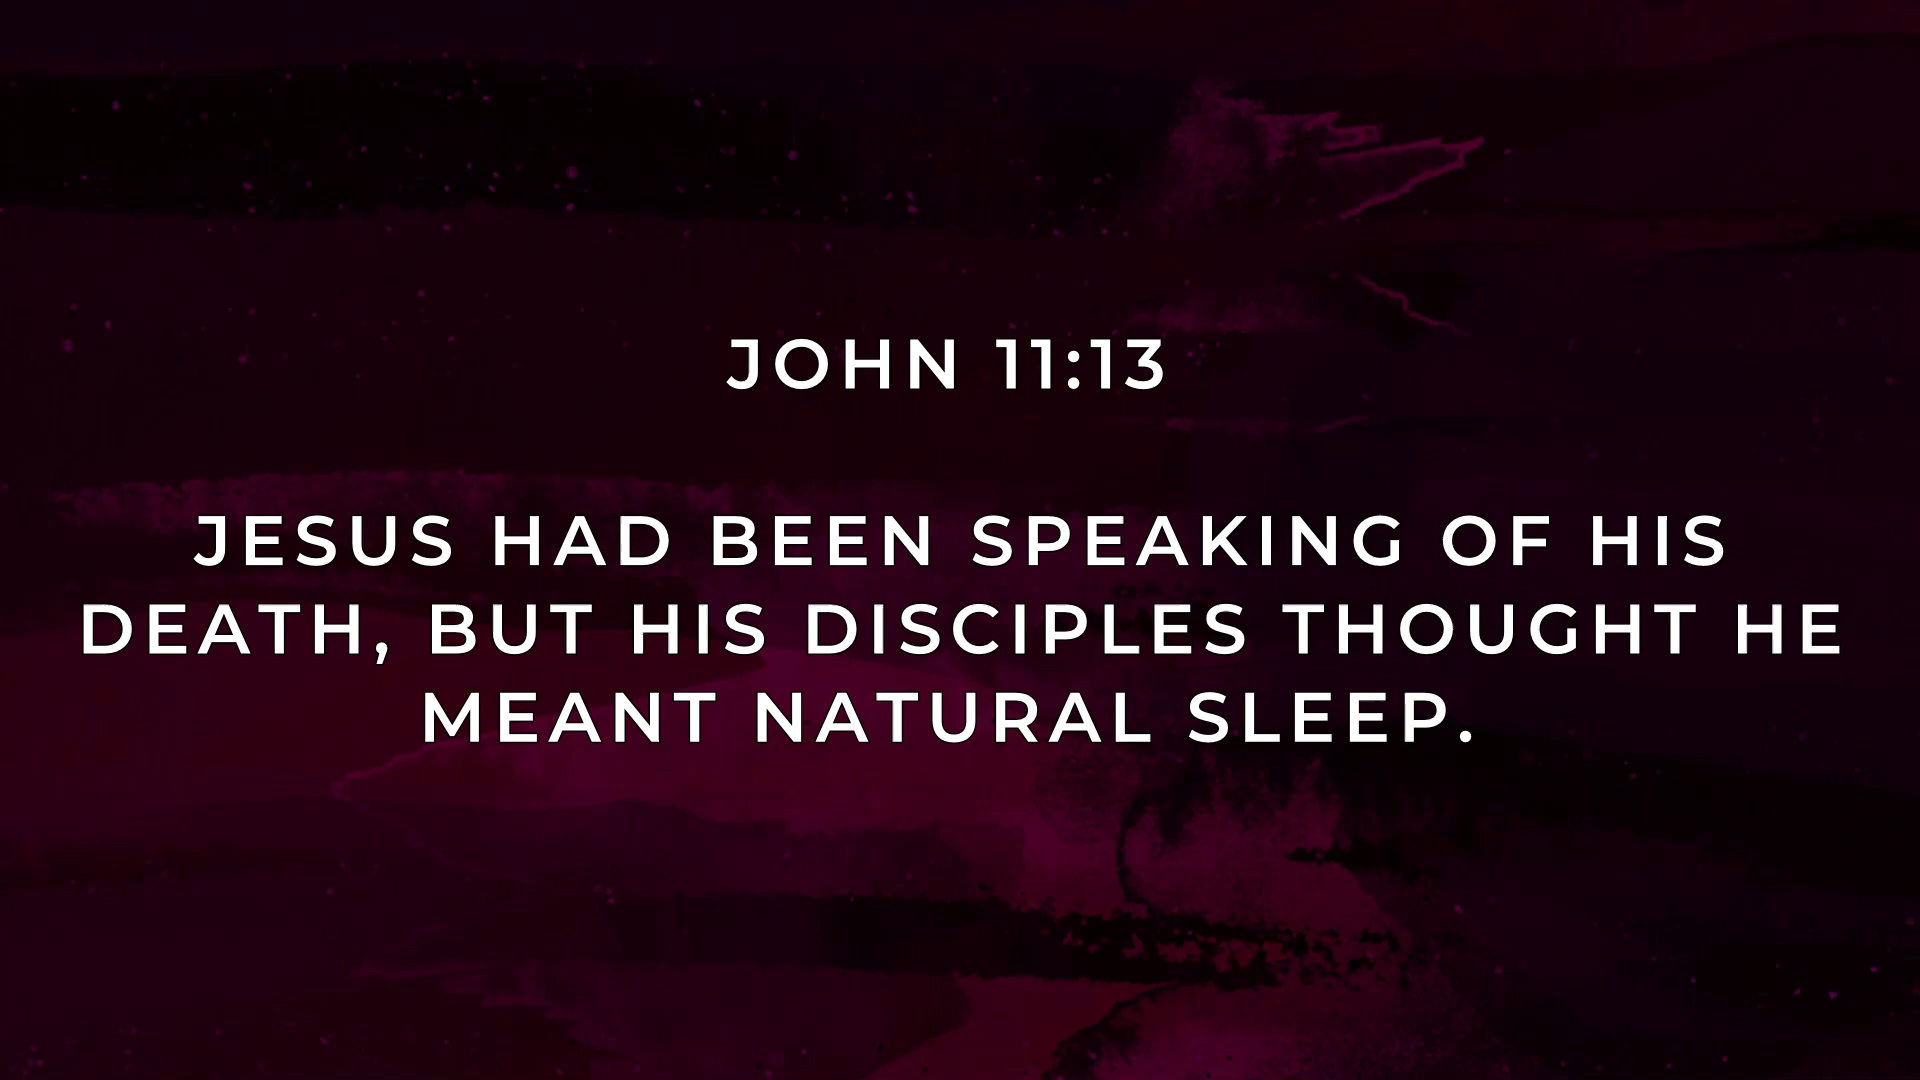 JOHN 11:13
JESUS HAD BEEN SPEAKING OF HIS
DEATH, BUT HIS DISCIPLES THOUGHT HE
MEANT NATURAL SLEEP.